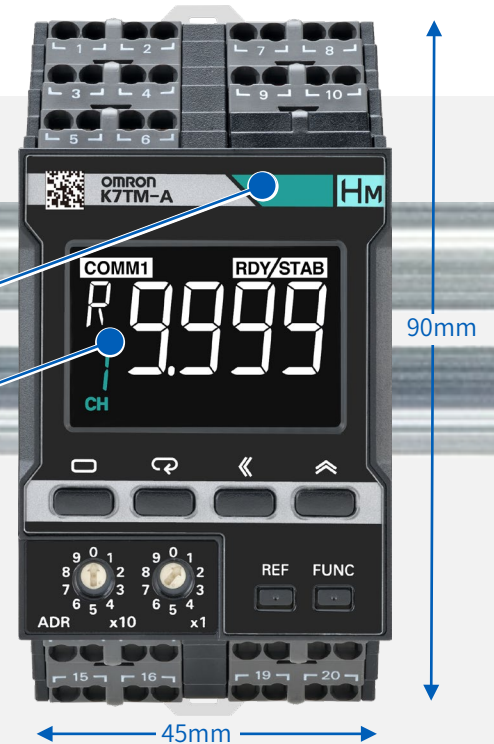 1 2
7 8
3 4
9 10
5 6
OMRON
K7TM-A
HM
COMM1 RDY/STAB
R 9.999
1
CH
90mm
REF FUNC
9 0 1
8 2
7 3
6 5 4
9 0 1
8 2
7 3
6 5 4
ADR x10 x1
15 16
19 20
45mm